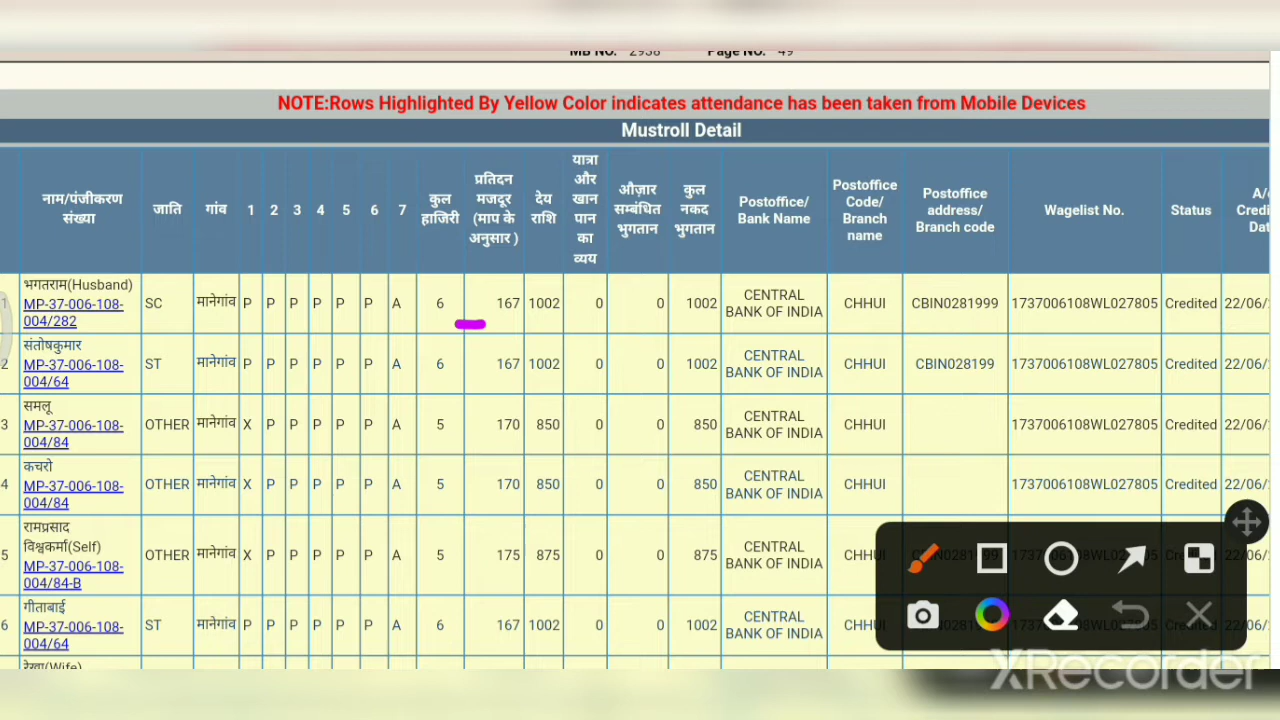 MB NO. 2938 Page NO. 49
NOTE:Rows Highlighted By Yellow Color indicates attendance has been taken from Mobile Devices
Mustroll Detail
नाम/पंजीकरण संख्या जाति गांव 1 2 3 4 5 6 7 कुल हाजिरी प्रतिदन मजदूर (माप के अनुसार ) देय राशि यात्रा और खान पान का व्यय औज़ार सम्बंधित भुगतान कुल नकद भुगतान Postoffice/ Bank Name Postoffice Code/ Branch name Postoffice address/ Branch code Wagelist No. Status
1 भगतराम(Husband) MP-37-006-108-004/282 SC मानेगांव P P P P P P A 6 167 1002 0 0 1002 CENTRAL BANK OF INDIA CHHUI CBIN0281999 1737006108WL027805 Credited 22/06/
2 संतोषकुमार MP-37-006-108-004/64 ST मानेगांव P P P P P P A 6 167 1002 0 0 1002 CENTRAL BANK OF INDIA CHHUI CBIN028199 1737006108WL027805 Credited 22/06/
3 समलू MP-37-006-108-004/84 OTHER मानेगांव X P P P P P A 5 170 850 0 0 850 CENTRAL BANK OF INDIA CHHUI 1737006108WL027805 Credited 22/06/
4 कचरो MP-37-006-108-004/84 OTHER मानेगांव X P P P P P A 5 170 850 0 0 850 CENTRAL BANK OF INDIA CHHUI 1737006108WL027805 Credited 22/06/
5 रामप्रसाद विश्वकर्मा(Self) MP-37-006-108-004/84-B OTHER मानेगांव X P P P P P A 5 175 875 0 0 875 CENTRAL BANK OF INDIA CHHUI
6 गीताबाई MP-37-006-108-004/64 ST मानेगांव P P P P P P A 6 167 1002 0 0 1002 CENTRAL BANK OF INDIA CHHUI
रेखा(Wife)
XRecorder